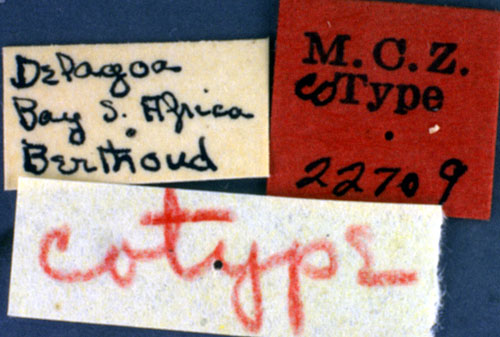 Delagoa
Bay S. Africa
Berthoud
M.C.Z.
coType
22709
cotype